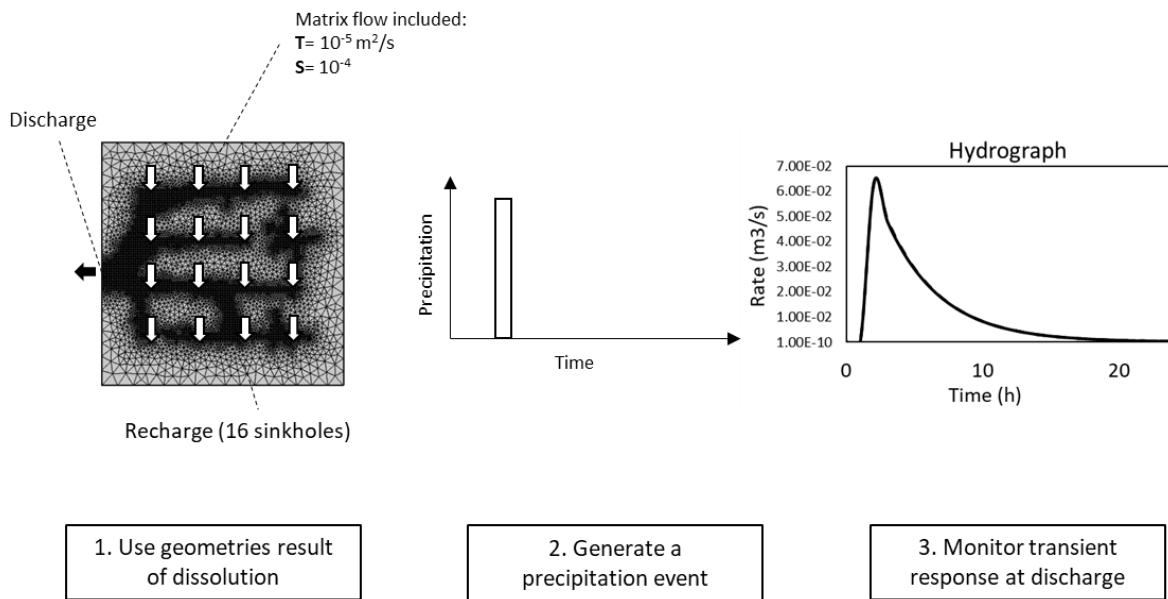 Matrix flow included:
T= 10⁻⁵ m²/s
S= 10⁻⁴
Discharge
Recharge (16 sinkholes)
Precipitation
Time
Hydrograph
Rate (m3/s)
7.00E-02
6.00E-02
5.00E-02
4.00E-02
3.00E-02
2.00E-02
1.00E-02
1.00E-10
0 10 20
Time (h)
1. Use geometries result
of dissolution
2. Generate a
precipitation event
3. Monitor transient
response at discharge